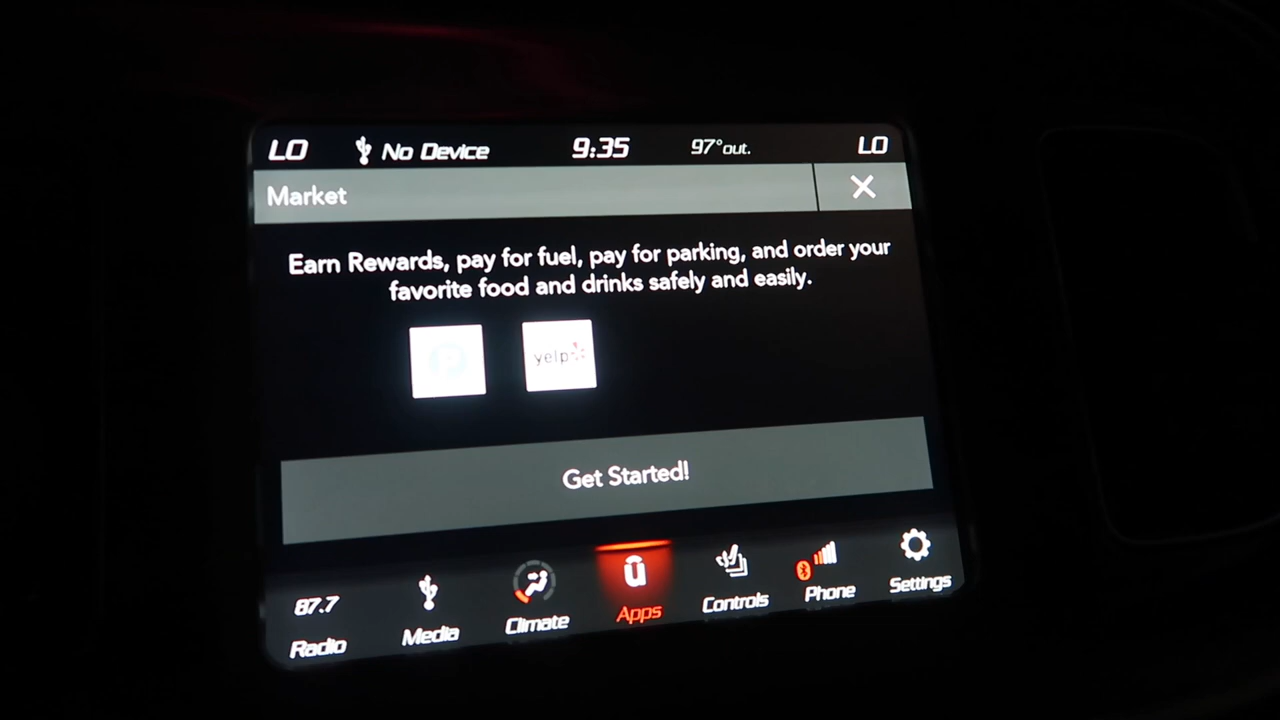 LO No Device 9:35 97°out. LO
Market
Earn Rewards, pay for fuel, pay for parking, and order your
favorite food and drinks safely and easily.
P yelp
Get Started!
87.7
Radio Media Climate Apps Controls Phone Settings